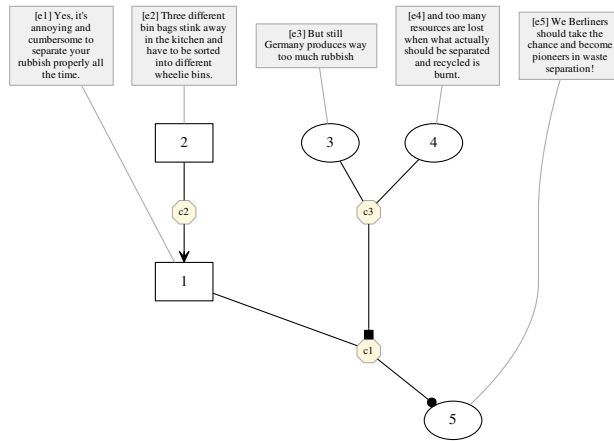 [e1] Yes, it's
annoying and
cumbersome to
separate your
rubbish properly all
the time.
[e2] Three different
bin bags stink away
in the kitchen and
have to be sorted
into different
wheelie bins.
[e3] But still
Germany produces way
too much rubbish
[e4] and too many
resources are lost
when what actually
should be separated
and recycled is
burnt.
[e5] We Berliners
should take the
chance and become
pioneers in waste
separation!
2
3
4
c2
c3
1
c1
5